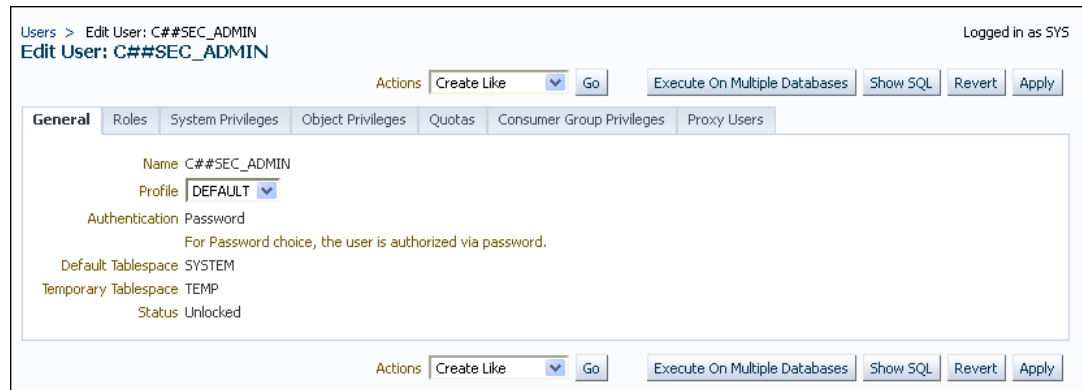 Users > Edit User: C##SEC_ADMIN Logged in as SYS
Edit User: C##SEC_ADMIN
Actions Create Like Go Execute On Multiple Databases Show SQL Revert Apply
General Roles System Privileges Object Privileges Quotas Consumer Group Privileges Proxy Users
Name C##SEC_ADMIN
Profile DEFAULT
Authentication Password
For Password choice, the user is authorized via password.
Default Tablespace SYSTEM
Temporary Tablespace TEMP
Status Unlocked
Actions Create Like Go Execute On Multiple Databases Show SQL Revert Apply